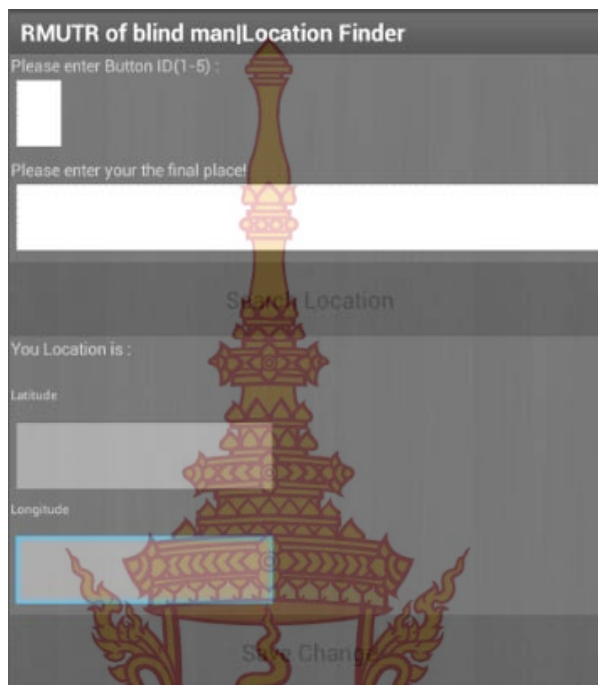 RMUTR of blind man|Location Finder
Please enter Button ID(1-5) :
Please enter your the final place!
Search Location
You Location is :
Latitude
Longitude
Save Change